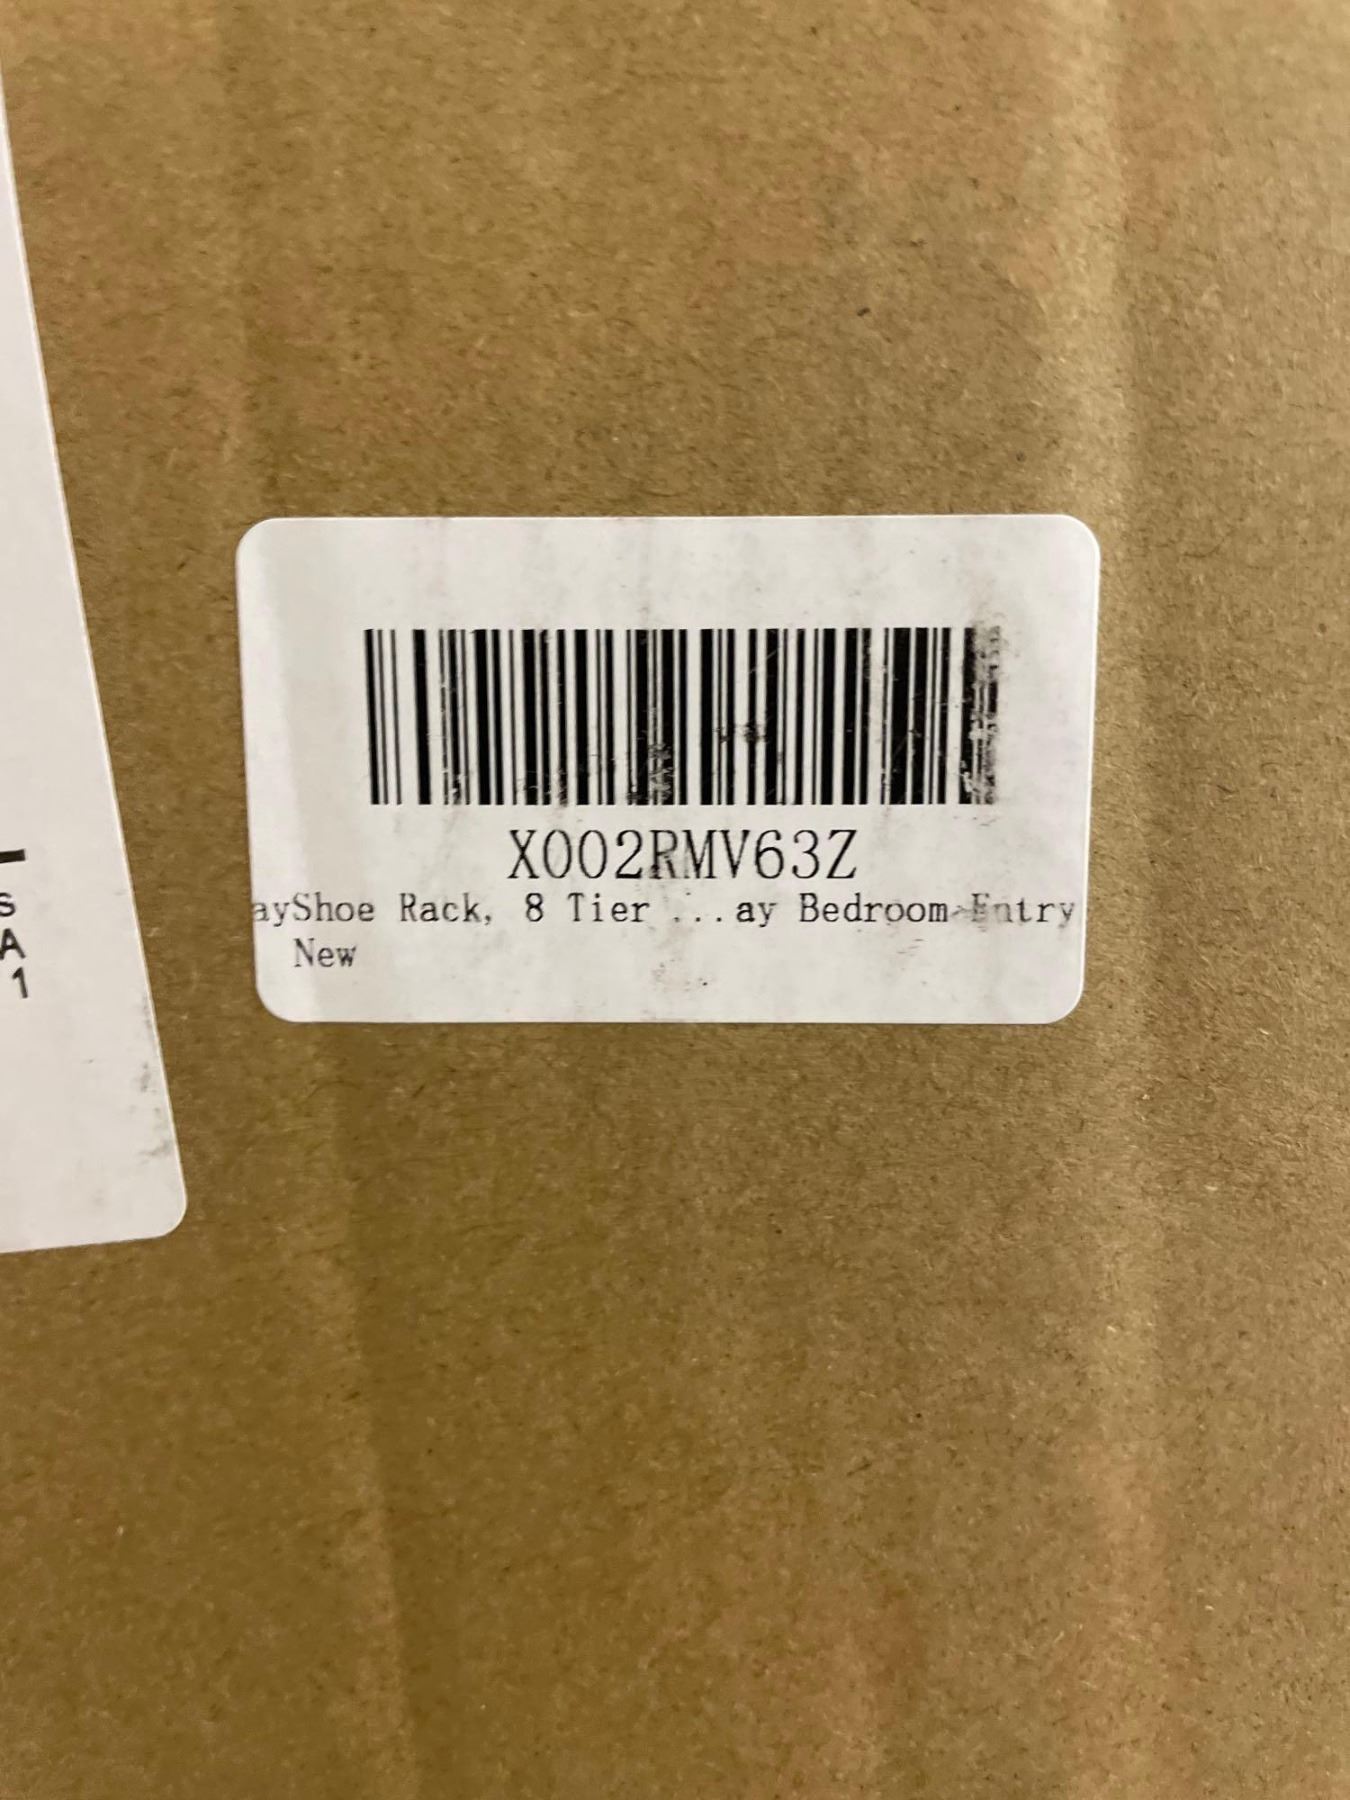 X002RMV63Z
ayShoe Rack, 8 Tier ...ay Bedroom Entry
New
S
A
1